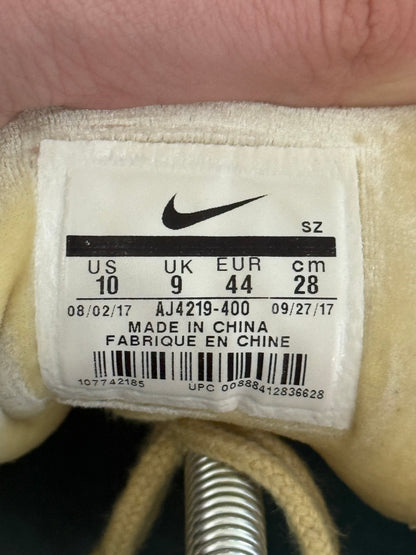 SZ
US UK EUR cm
10 9 44 28
08/02/17 AJ4219-400 09/27/17
MADE IN CHINA
FABRIQUE EN CHINE
107742185 UPC 00888412836628